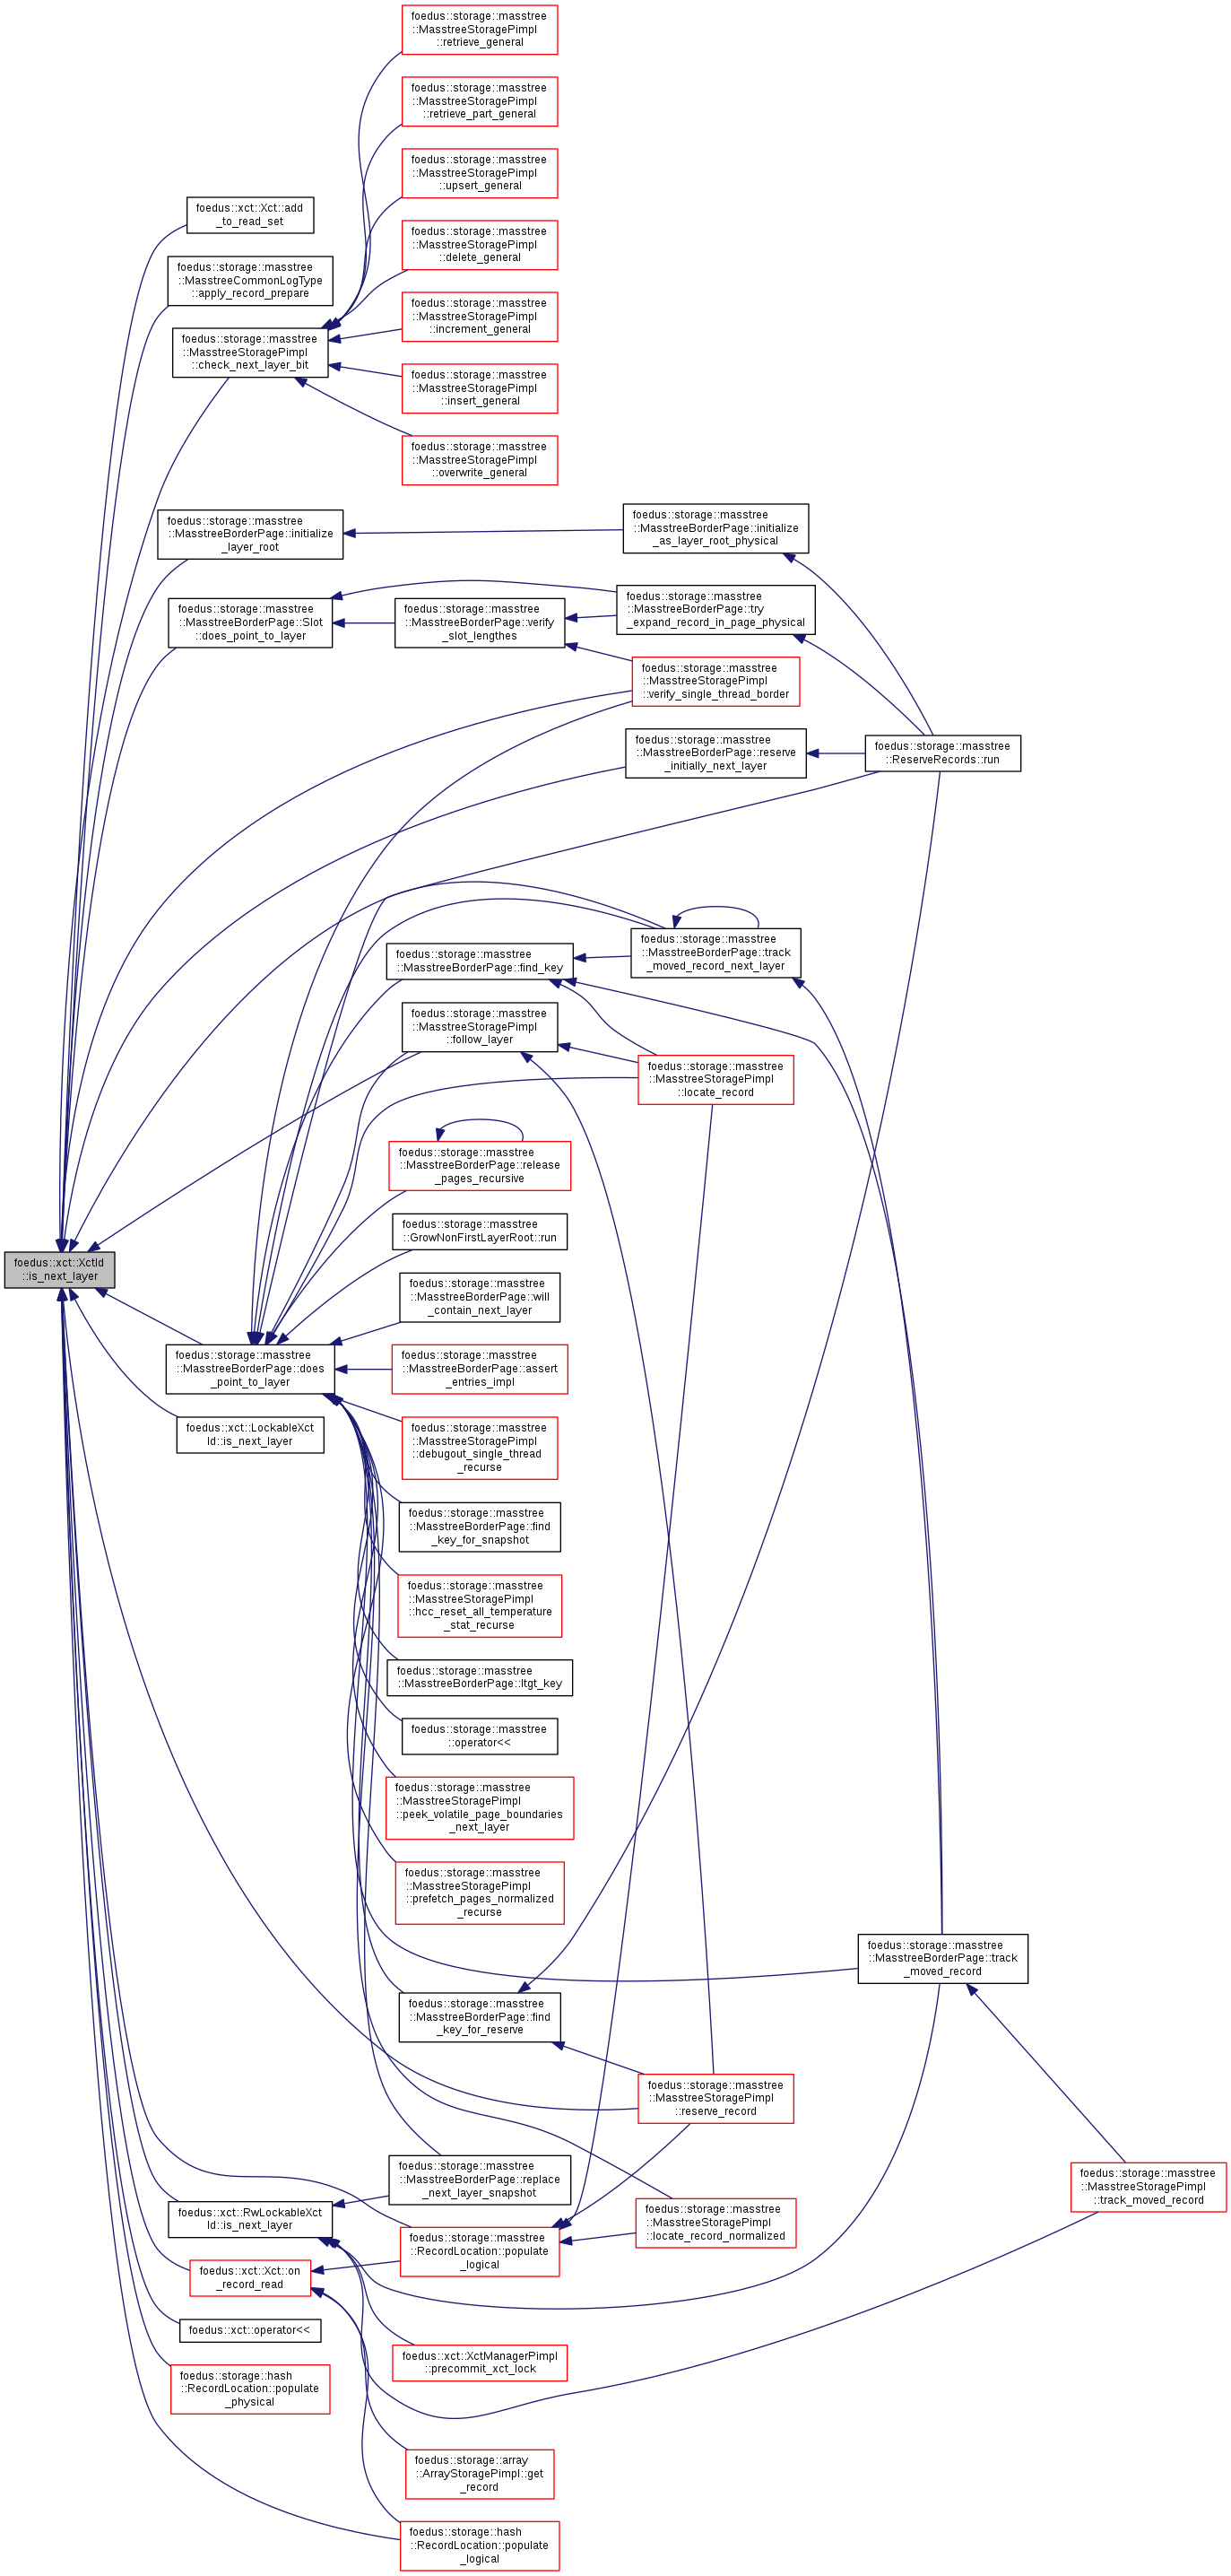 foedus::storage::masstree
::MasstreeStoragePimpl
::retrieve_general
foedus::storage::masstree
::MasstreeStoragePimpl
::retrieve_part_general
foedus::storage::masstree
::MasstreeStoragePimpl
::upsert_general
foedus::xct::Xct::add
_to_read_set
foedus::storage::masstree
::MasstreeStoragePimpl
::delete_general
foedus::storage::masstree
::MasstreeCommonLogType
::apply_record_prepare
foedus::storage::masstree
::MasstreeStoragePimpl
::increment_general
foedus::storage::masstree
::MasstreeStoragePimpl
::check_next_layer_bit
foedus::storage::masstree
::MasstreeStoragePimpl
::insert_general
foedus::storage::masstree
::MasstreeStoragePimpl
::overwrite_general
foedus::storage::masstree
::MasstreeBorderPage::initialize
_layer_root
foedus::storage::masstree
::MasstreeBorderPage::initialize
_as_layer_root_physical
foedus::storage::masstree
::MasstreeBorderPage::Slot
::does_point_to_layer
foedus::storage::masstree
::MasstreeBorderPage::verify
_slot_lengthes
foedus::storage::masstree
::MasstreeBorderPage::try
_expand_record_in_page_physical
foedus::storage::masstree
::MasstreeStoragePimpl
::verify_single_thread_border
foedus::storage::masstree
::MasstreeBorderPage::reserve
_initially_next_layer
foedus::storage::masstree
::ReserveRecords::run
foedus::storage::masstree
::MasstreeBorderPage::track
_moved_record_next_layer
foedus::storage::masstree
::MasstreeBorderPage::find_key
foedus::storage::masstree
::MasstreeStoragePimpl
::follow_layer
foedus::storage::masstree
::MasstreeStoragePimpl
::locate_record
foedus::storage::masstree
::MasstreeBorderPage::release
_pages_recursive
foedus::storage::masstree
::GrowNonFirstLayerRoot::run
foedus::xct::XctId
::is_next_layer
foedus::storage::masstree
::MasstreeBorderPage::will
_contain_next_layer
foedus::storage::masstree
::MasstreeBorderPage::does
_point_to_layer
foedus::storage::masstree
::MasstreeBorderPage::assert
_entries_impl
foedus::xct::LockableXct
Id::is_next_layer
foedus::storage::masstree
::MasstreeStoragePimpl
::debugout_single_thread
_recurse
foedus::storage::masstree
::MasstreeBorderPage::find
_key_for_snapshot
foedus::storage::masstree
::MasstreeStoragePimpl
::hcc_reset_all_temperature
_stat_recurse
foedus::storage::masstree
::MasstreeBorderPage::ltgt_key
foedus::storage::masstree
::operator<<
foedus::storage::masstree
::MasstreeStoragePimpl
::peek_volatile_page_boundaries
_next_layer
foedus::storage::masstree
::MasstreeStoragePimpl
::prefetch_pages_normalized
_recurse
foedus::storage::masstree
::MasstreeBorderPage::track
_moved_record
foedus::storage::masstree
::MasstreeBorderPage::find
_key_for_reserve
foedus::storage::masstree
::MasstreeStoragePimpl
::reserve_record
foedus::storage::masstree
::MasstreeBorderPage::replace
_next_layer_snapshot
foedus::storage::masstree
::MasstreeStoragePimpl
::track_moved_record
foedus::xct::RwLockableXct
Id::is_next_layer
foedus::storage::masstree
::MasstreeStoragePimpl
::locate_record_normalized
foedus::storage::masstree
::RecordLocation::populate
_logical
foedus::xct::Xct::on
_record_read
foedus::xct::operator<<
foedus::xct::XctManagerPimpl
::precommit_xct_lock
foedus::storage::hash
::RecordLocation::populate
_physical
foedus::storage::array
::ArrayStoragePimpl::get
_record
foedus::storage::hash
::RecordLocation::populate
_logical